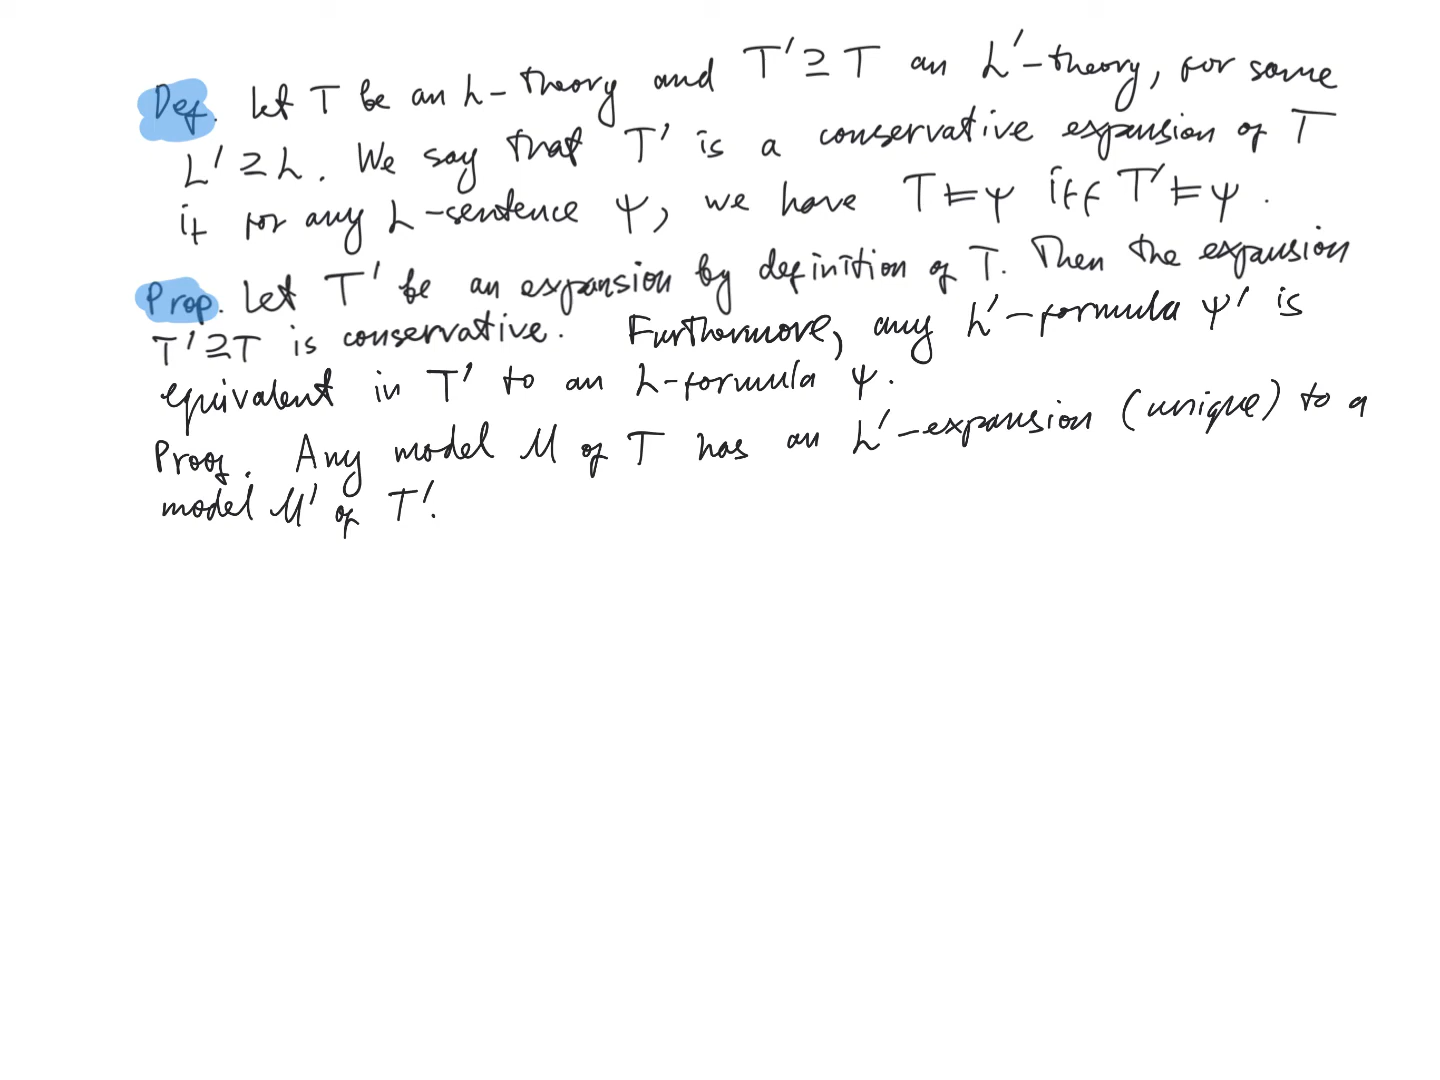 Def. Let T be an L-theory and T' ⊇ T an L'-theory, for some
L' ⊇ L. We say that T' is a conservative expansion of T
if for any L-sentence ψ, we have T ⊨ ψ iff T' ⊨ ψ.
Prop. Let T' be an expansion by definition of T. Then the expansion
T' ⊇ T is conservative. Furthermore, any L'-formula ψ' is
equivalent in T' to an L-formula ψ.
Proof. Any model M of T has an L'-expansion (unique) to a
model M' of T'.